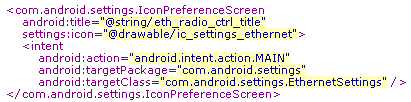 <com.android.settings.IconPreferenceScreen
android:title="@string/eth_radio_ctrl_title"
settings:icon="@drawable/ic_settings_ethernet">
<intent
android:action="android.intent.action.MAIN"
android:targetPackage="com.android.settings"
android:targetClass="com.android.settings.EthernetSettings" />
</com.android.settings.IconPreferenceScreen>